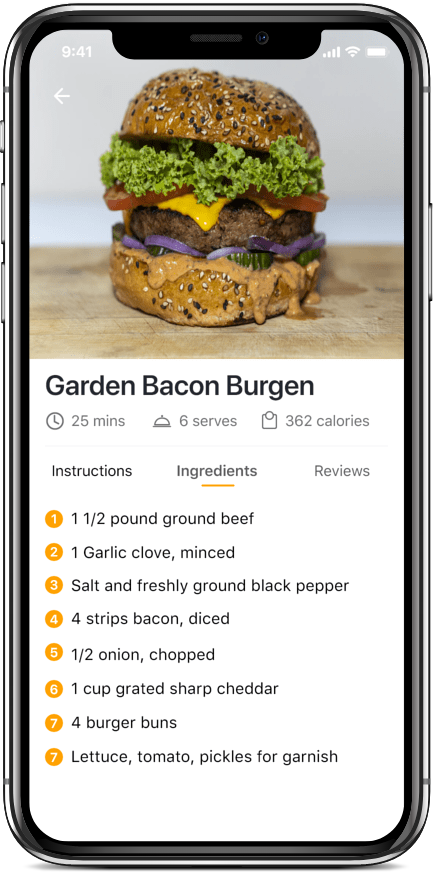 9:41
Garden Bacon Burgen
25 mins 6 serves 362 calories
Instructions Ingredients Reviews
1 1 1/2 pound ground beef
2 1 Garlic clove, minced
3 Salt and freshly ground black pepper
4 4 strips bacon, diced
5 1/2 onion, chopped
6 1 cup grated sharp cheddar
7 4 burger buns
7 Lettuce, tomato, pickles for garnish